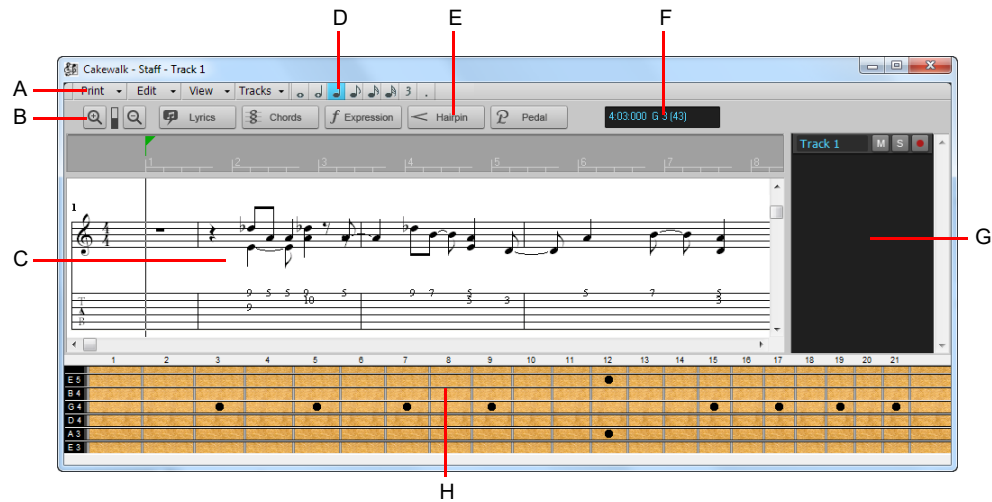 D E F
Cakewalk - Staff - Track 1
A Print Edit View Tracks 3 .
B Lyrics Chords f Expression Hairpin P Pedal 4:03:000 G 3 (43)
1 2 3 4 5 6 7 8
Track 1 M S
1
4
4
C G
T A B
9 5 5 9 5 9 7 5 5 7 5
9 10 5 3 3
1 2 3 4 5 6 7 8 9 10 11 12 13 14 15 16 17 18 19 20 21
E 5
B 4
G 4
D 4
A 3
E 3
H